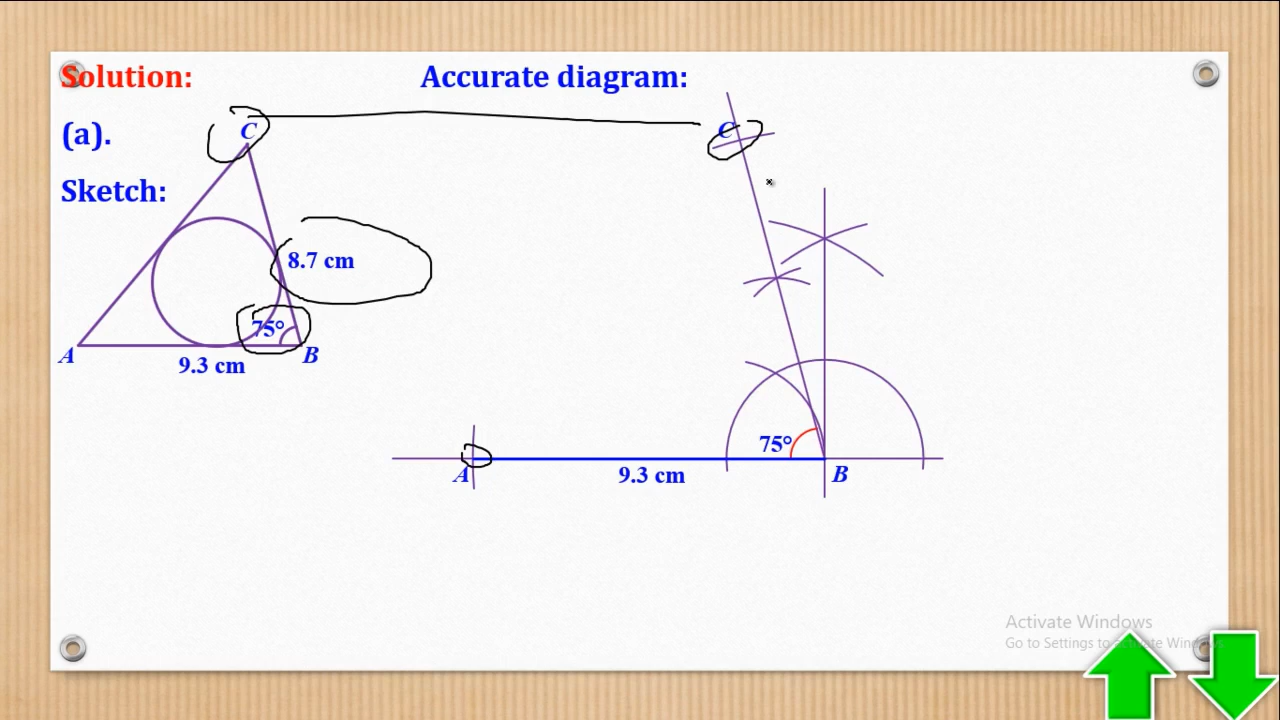 Solution:
Accurate diagram:
(a).
Sketch:
C
8.7 cm
75°
A
9.3 cm
B
C
75°
A
9.3 cm
B
Activate Windows
Go to Settings to activate Windows